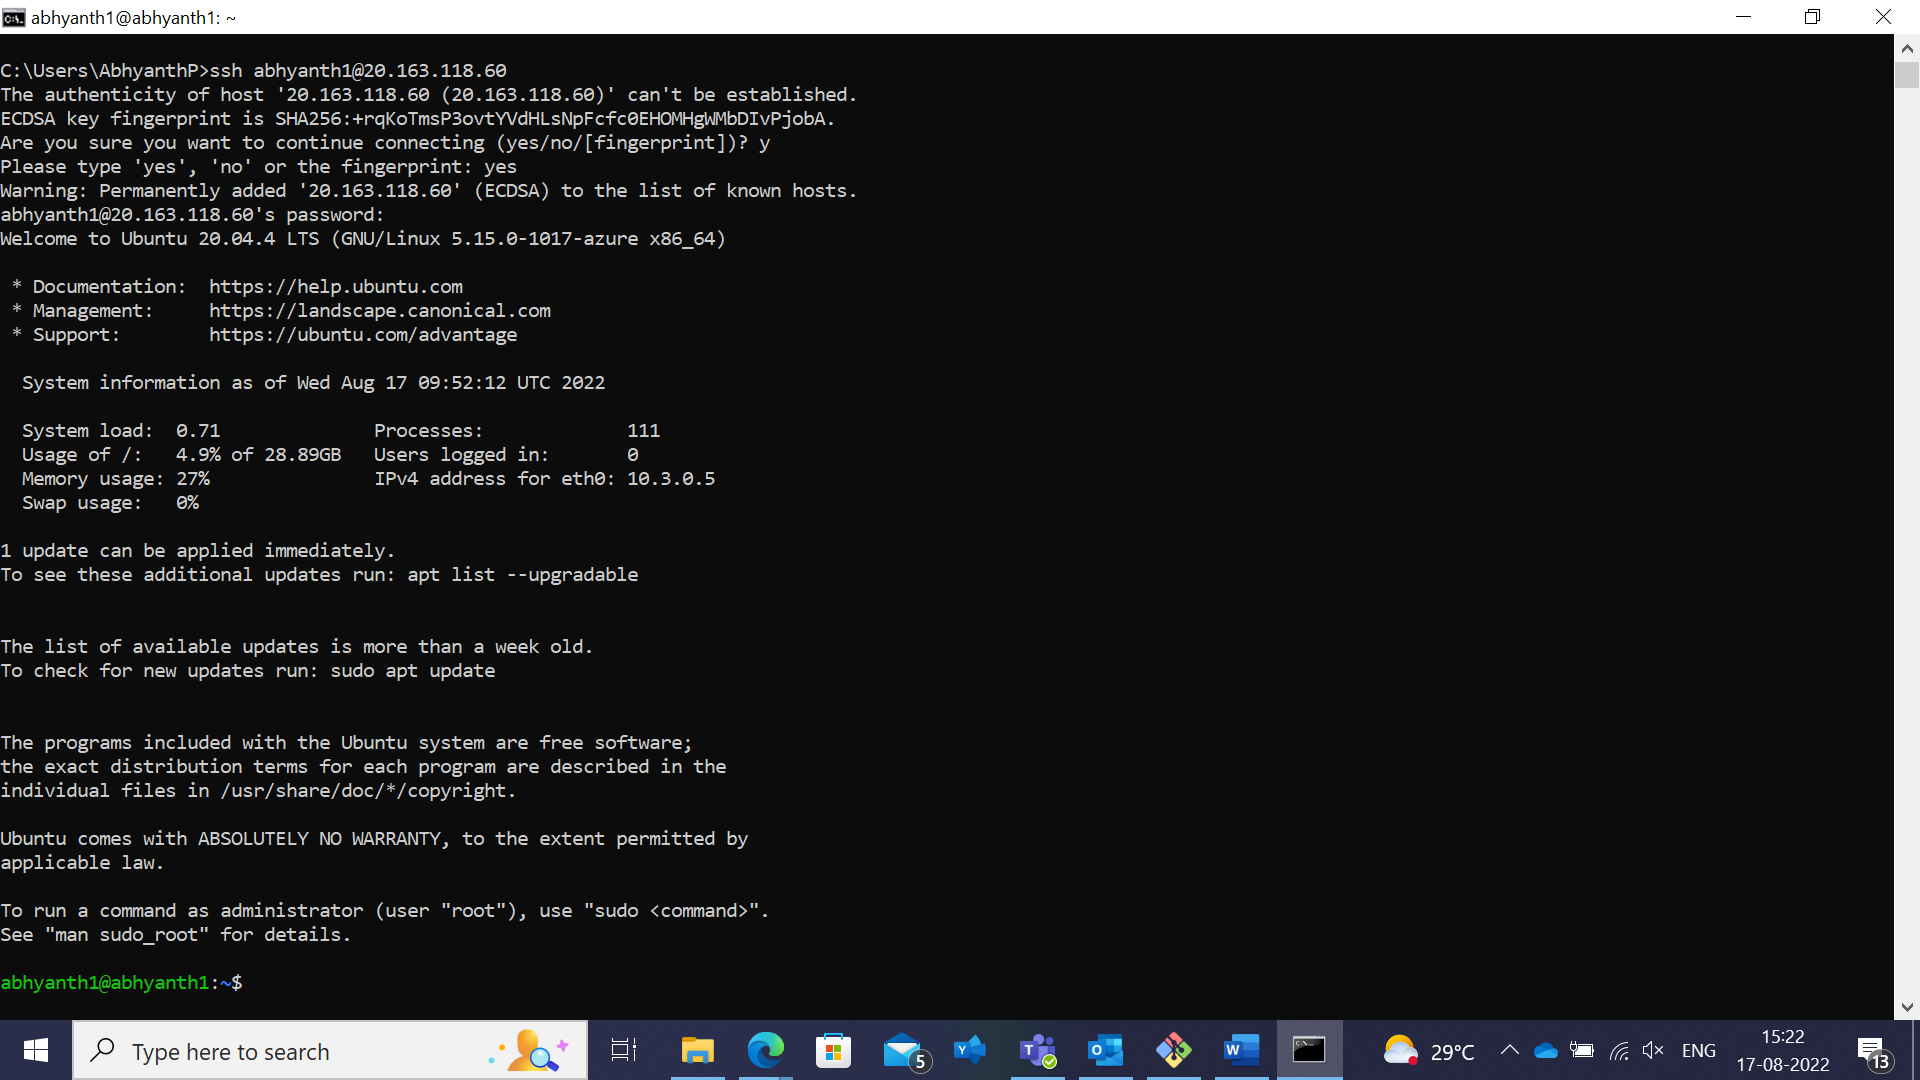 abhyanth1@abhyanth1: ~
C:\Users\AbhyanthP>ssh abhyanth1@20.163.118.60
The authenticity of host '20.163.118.60 (20.163.118.60)' can't be established.
ECDSA key fingerprint is SHA256:+rqKoTmsP3ovtYVdHLsNpFcfc0EHOMHgWMbDIvPjobA.
Are you sure you want to continue connecting (yes/no/[fingerprint])? y
Please type 'yes', 'no' or the fingerprint: yes
Warning: Permanently added '20.163.118.60' (ECDSA) to the list of known hosts.
abhyanth1@20.163.118.60's password:
Welcome to Ubuntu 20.04.4 LTS (GNU/Linux 5.15.0-1017-azure x86_64)
* Documentation:  https://help.ubuntu.com
* Management:     https://landscape.canonical.com
* Support:        https://ubuntu.com/advantage
System information as of Wed Aug 17 09:52:12 UTC 2022
System load:  0.71              Processes:             111
Usage of /:   4.9% of 28.89GB   Users logged in:       0
Memory usage: 27%               IPv4 address for eth0: 10.3.0.5
Swap usage:   0%
1 update can be applied immediately.
To see these additional updates run: apt list --upgradable
The list of available updates is more than a week old.
To check for new updates run: sudo apt update
The programs included with the Ubuntu system are free software;
the exact distribution terms for each program are described in the
individual files in /usr/share/doc/*/copyright.
Ubuntu comes with ABSOLUTELY NO WARRANTY, to the extent permitted by
applicable law.
To run a command as administrator (user "root"), use "sudo <command>".
See "man sudo_root" for details.
abhyanth1@abhyanth1:~$
Type here to search
5
29°C
ENG
15:22
17-08-2022
13